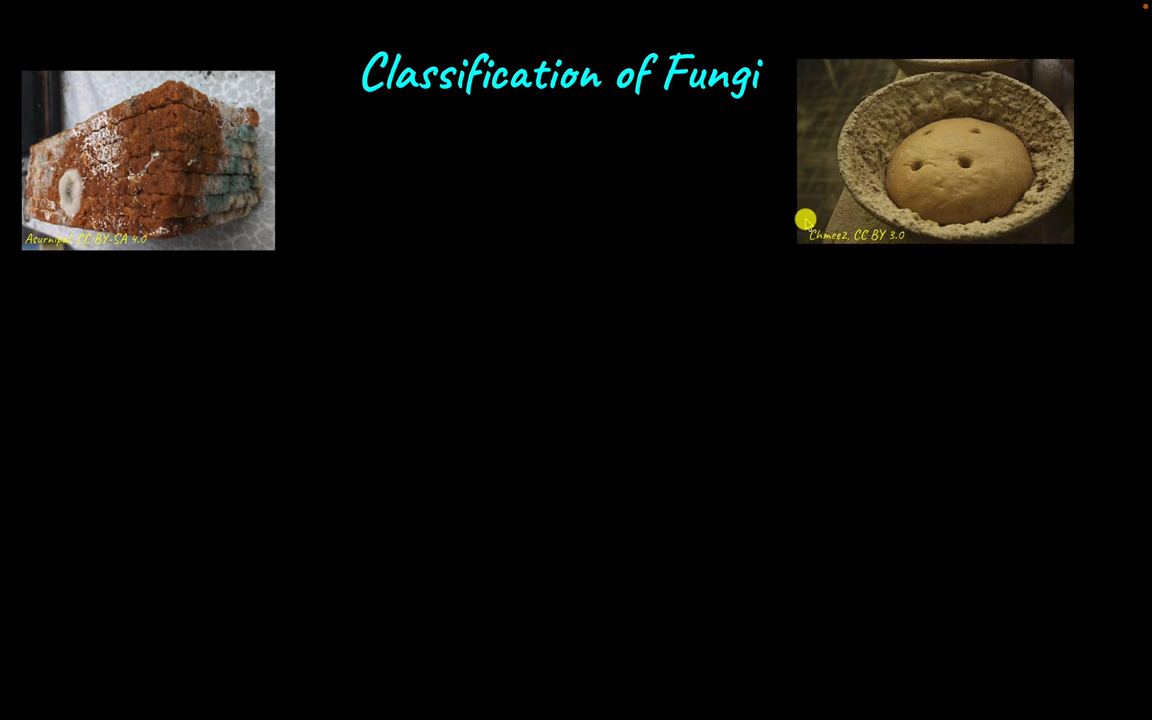 Classification of Fungi
Asurnipal, CC BY-SA 4.0
Chmee2, CC BY 3.0